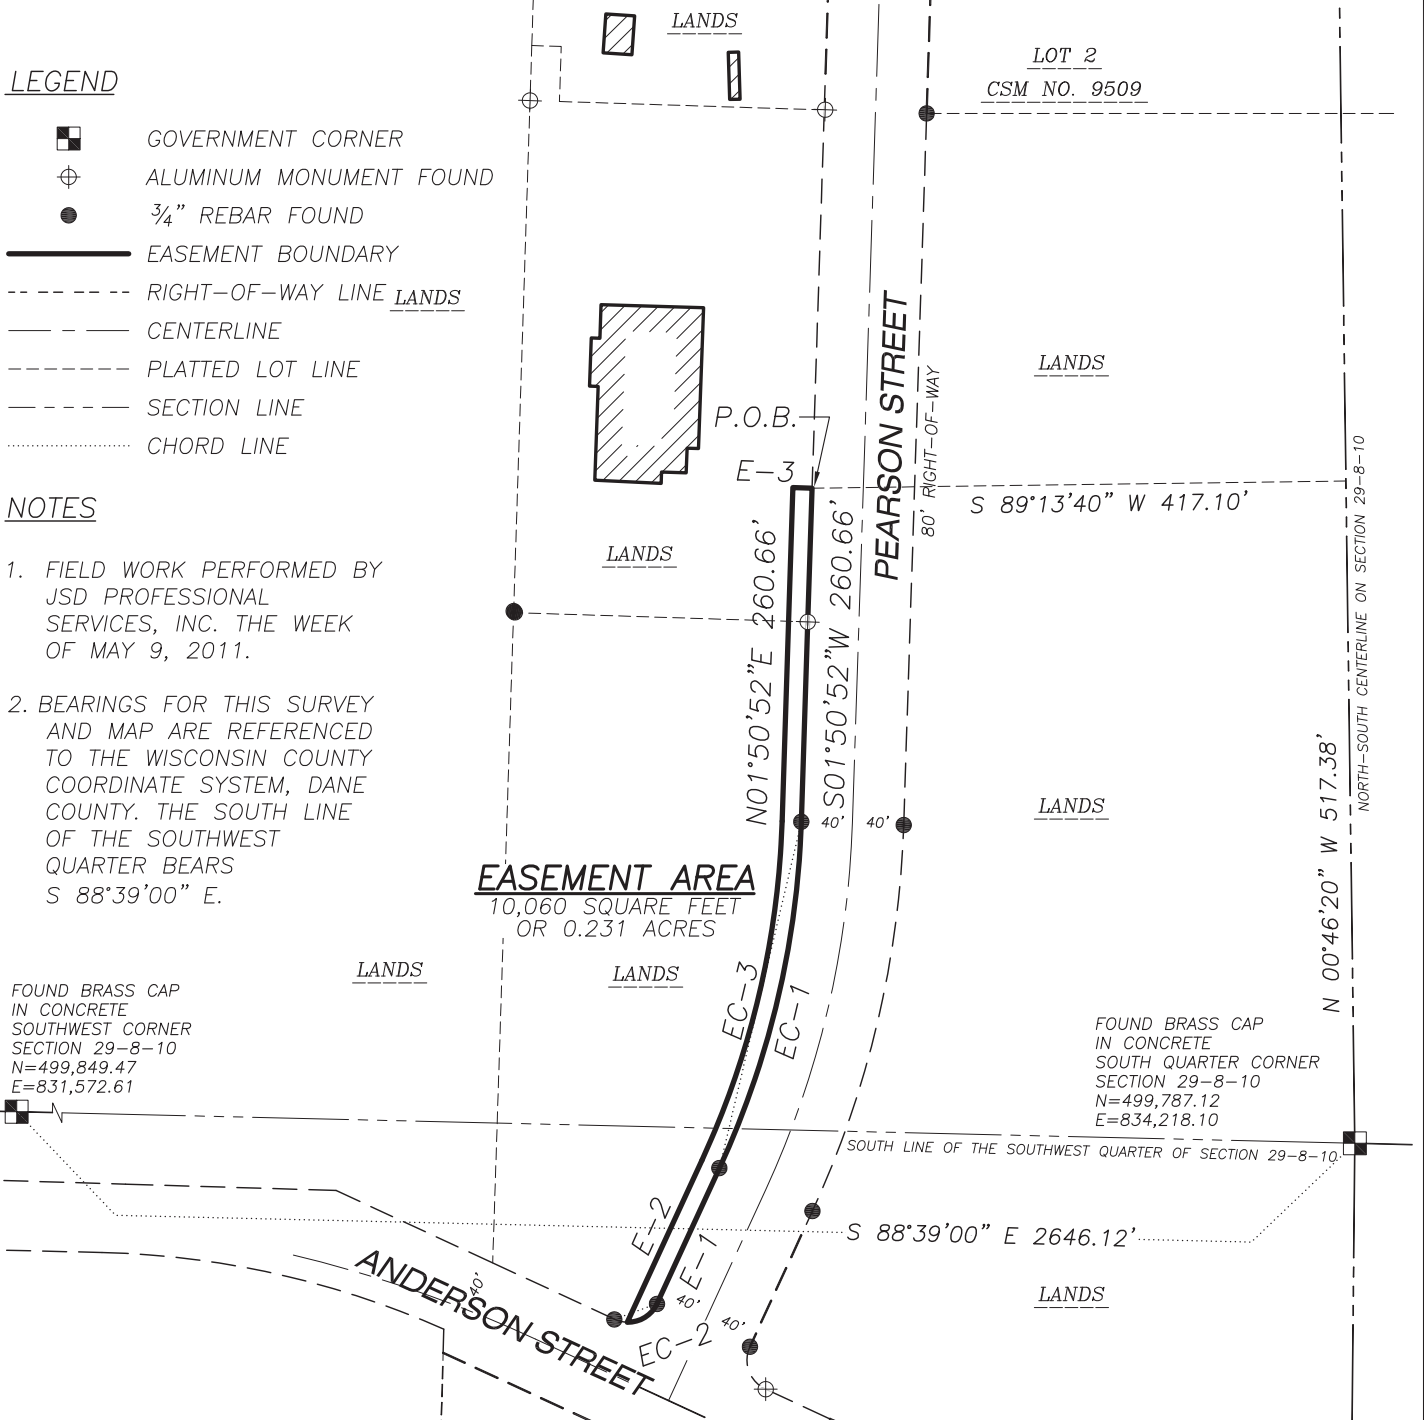 LANDS
LOT 2
CSM NO. 9509
LEGEND
GOVERNMENT CORNER
ALUMINUM MONUMENT FOUND
3/4” REBAR FOUND
EASEMENT BOUNDARY
RIGHT-OF-WAY LINE
CENTERLINE
PLATTED LOT LINE
SECTION LINE
CHORD LINE
LANDS
LANDS
PEARSON STREET
80' RIGHT-OF-WAY
P.O.B.
E-3
S 89°13'40” W 417.10'
NOTES
1. FIELD WORK PERFORMED BY
JSD PROFESSIONAL
SERVICES, INC. THE WEEK
OF MAY 9, 2011.
2. BEARINGS FOR THIS SURVEY
AND MAP ARE REFERENCED
TO THE WISCONSIN COUNTY
COORDINATE SYSTEM, DANE
COUNTY. THE SOUTH LINE
OF THE SOUTHWEST
QUARTER BEARS
S 88°39'00” E.
LANDS
N01°50'52”E 260.66'
S01°50'52”W 260.66'
NORTH-SOUTH CENTERLINE ON SECTION 29-8-10
N 00°46'20” W 517.38'
40' 40'
LANDS
EASEMENT AREA
10,060 SQUARE FEET
OR 0.231 ACRES
LANDS
LANDS
EC-3
EC-1
FOUND BRASS CAP
IN CONCRETE
SOUTHWEST CORNER
SECTION 29-8-10
N=499,849.47
E=831,572.61
FOUND BRASS CAP
IN CONCRETE
SOUTH QUARTER CORNER
SECTION 29-8-10
N=499,787.12
E=834,218.10
SOUTH LINE OF THE SOUTHWEST QUARTER OF SECTION 29-8-10
S 88°39'00” E 2646.12'
E-2
E-1
ANDERSON STREET
40'
40'
40'
EC-2
LANDS